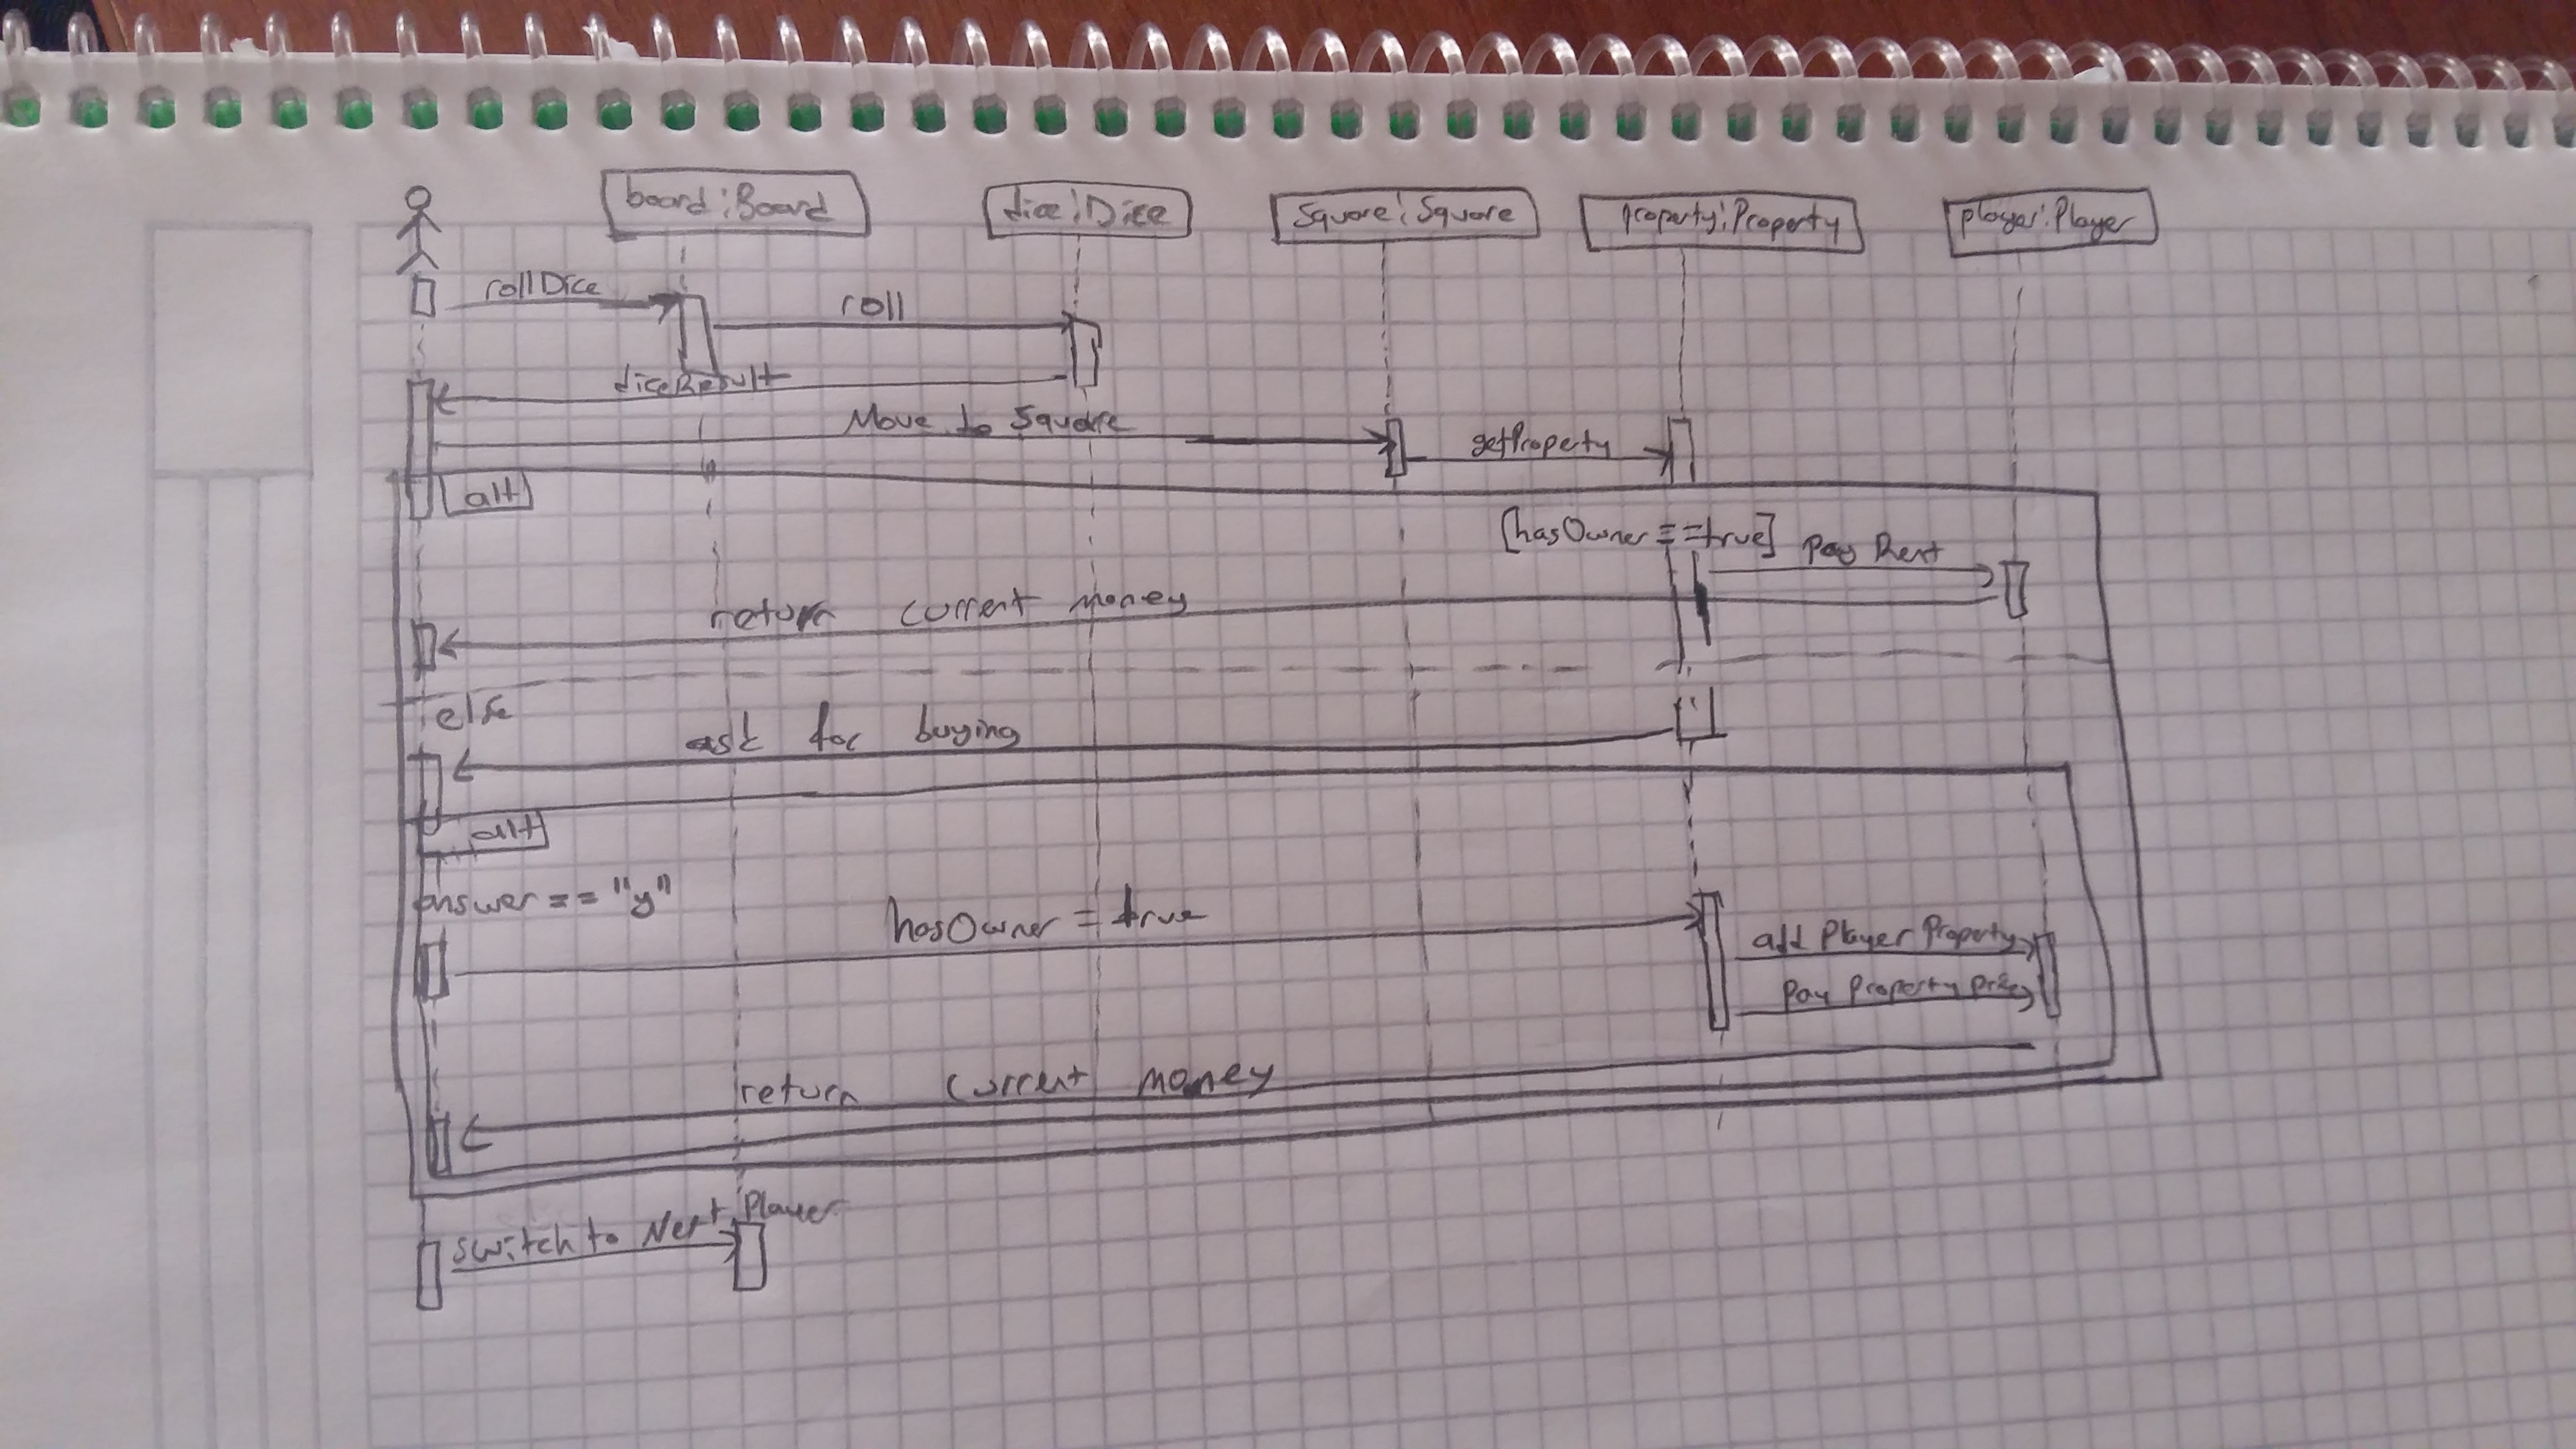 board:Board
dice:Dice
Square:Square
property:Property
player:Player
rollDice
roll
diceResult
Move to Square
getProperty
alt
[hasOwner ==true]
Pay Rent
return current money
else
ask for buying
alt
answer == "y"
hasOwner = true
add Player Property
Pay Property price
return current money
switch to Next Player